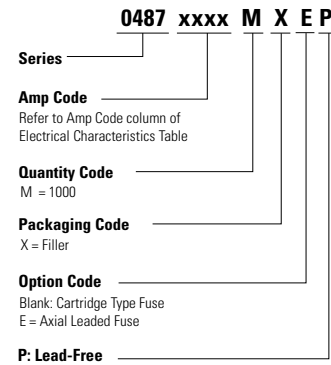 0487 xxxx M X E P
Series
Amp Code
Refer to Amp Code column of
Electrical Characteristics Table
Quantity Code
M = 1000
Packaging Code
X = Filler
Option Code
Blank: Cartridge Type Fuse
E = Axial Leaded Fuse
P: Lead-Free